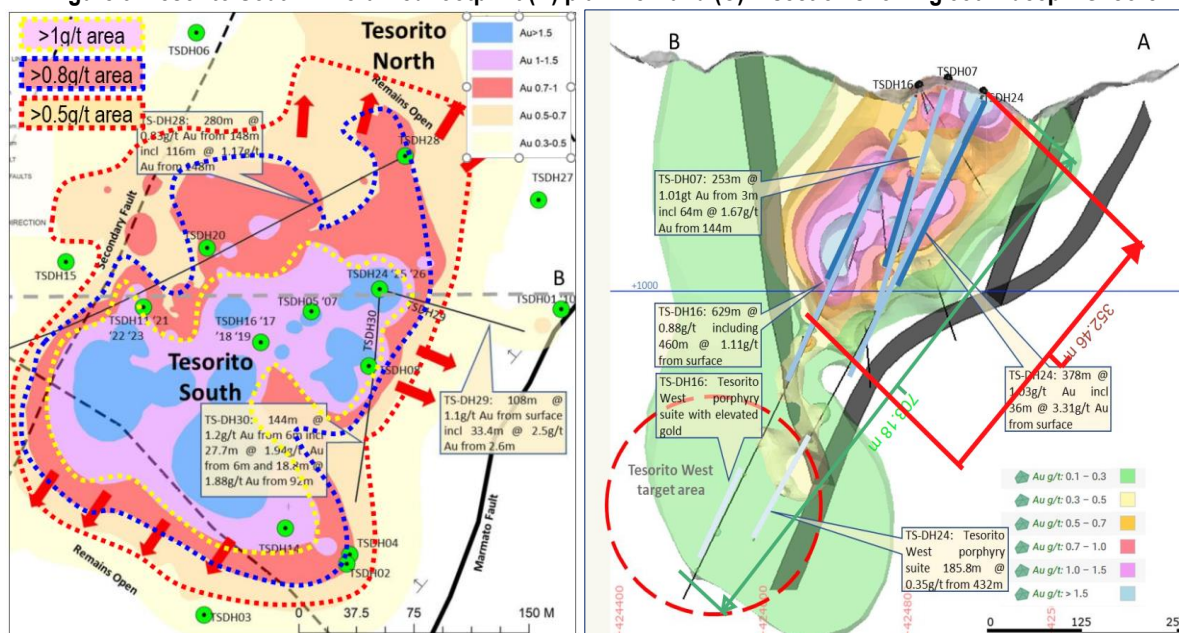 >1g/t area
>0.8g/t area
>0.5g/t area
TSDH06
Tesorito
North
Remains Open
Au>1.5
Au 1-1.5
Au 0.7-1
Au 0.5-0.7
Au 0.3-0.5
TS-DH28: 280m @
0.83g/t Au from 148m
incl 116m @ 1.17g/t
Au from 148m
TSDH28
TSDH27
FAULTS
DIRECTION
Secondary Fault
TSDH20
TSDH15
B
TSDH24 '25 '26
TSDH01 '10
TSDH29
TSDH11 '21
'22 '23
TSDH05 '07
TSDH16 '17
'18 '19
TSDH30
Tesorito
South
TS-DH30: 144m @
1.2g/t Au from 6m incl
27.7m @ 1.94g/t Au
from 6m and 18.8m @
1.88g/t Au from 92m
TS-DH29: 108m @
1.1g/t Au from surface
incl 33.4m @ 2.5g/t
Au from 2.6m
TSDH14
TSDH04
TSDH02
TSDH03
Remains Open
Marmato Fault
0 37.5 75 150 M
B
A
TSDH07
TSDH16
TSDH24
TS-DH07: 253m @
1.01gt Au from 3m
incl 64m @ 1.67g/t
Au from 144m
+1000
TS-DH16: 629m @
0.88g/t including
460m @ 1.11g/t
from surface
TS-DH16: Tesorito
West porphyry
suite with elevated
gold
352.46 m
703.18 m
TS-DH24: 378m @
1.03g/t Au incl
36m @ 3.31g/t Au
from surface
Tesorito West
target area
TS-DH24: Tesorito
West porphyry
suite 185.8m @
0.35g/t from 432m
Au g/t: 0.1 – 0.3
Au g/t: 0.3 – 0.5
Au g/t: 0.5 – 0.7
Au g/t: 0.7 – 1.0
Au g/t: 1.0 – 1.5
Au g/t: > 1.5
-424400
0 125